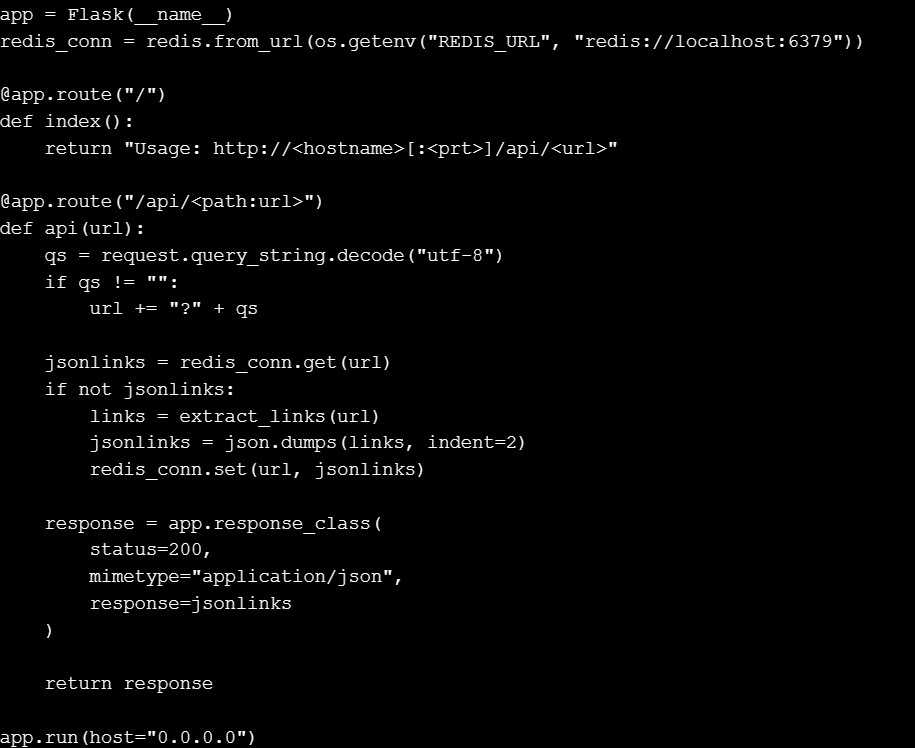 app = Flask(__name__)
redis_conn = redis.from_url(os.getenv("REDIS_URL", "redis://localhost:6379"))

@app.route("/")
def index():
    return "Usage: http://<hostname>[:<prt>]/api/<url>"

@app.route("/api/<path:url>")
def api(url):
    qs = request.query_string.decode("utf-8")
    if qs != "":
        url += "?" + qs

    jsonlinks = redis_conn.get(url)
    if not jsonlinks:
        links = extract_links(url)
        jsonlinks = json.dumps(links, indent=2)
        redis_conn.set(url, jsonlinks)

    response = app.response_class(
        status=200,
        mimetype="application/json",
        response=jsonlinks
    )

    return response

app.run(host="0.0.0.0")